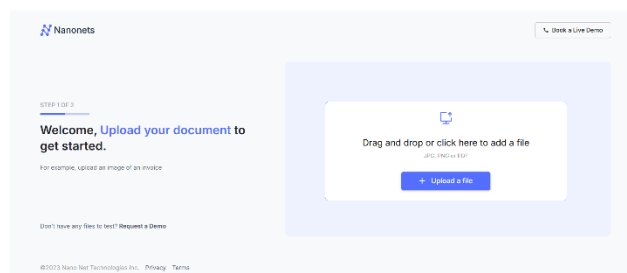 Nanonets
Book a Live Demo
STEP 1 OF 2
Welcome, Upload your document to
get started.
For example, upload an image of an invoice
Don't have any files to test? Request a Demo
Drag and drop or click here to add a file
JPG, PNG or PDF
+ Upload a file
©2023 Nano Net Technologies Inc. Privacy Terms